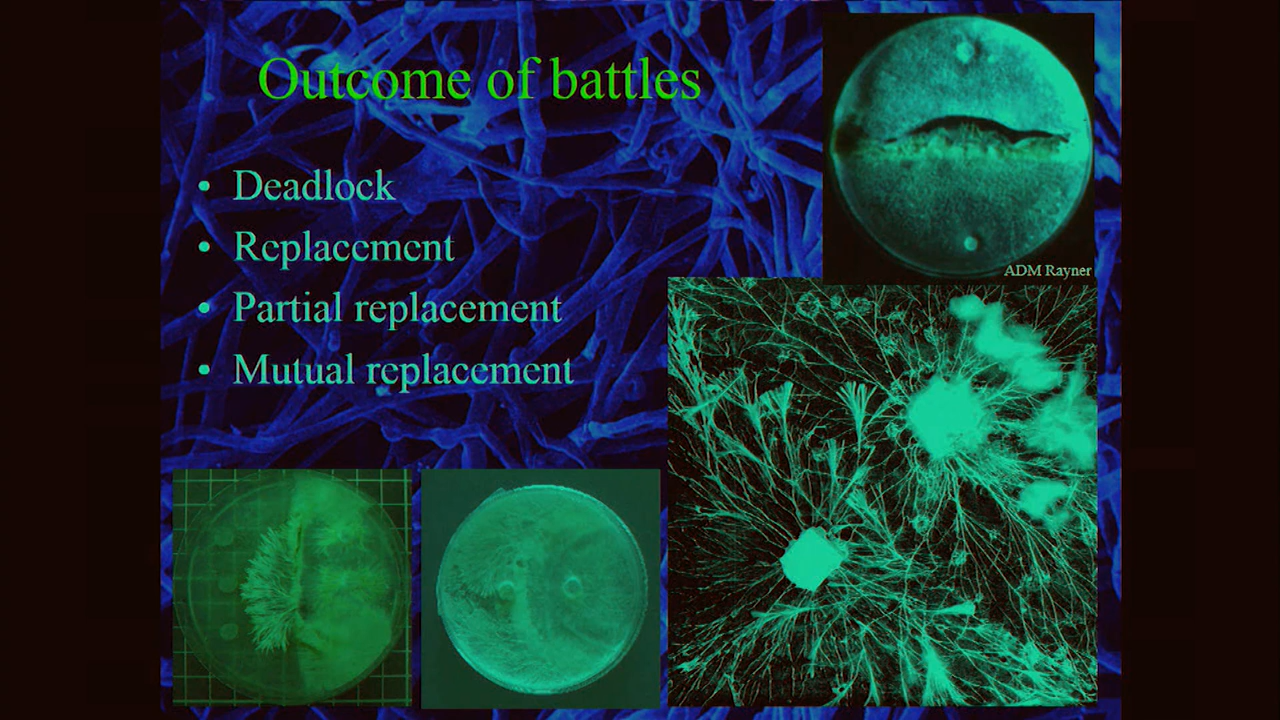 Outcome of battles
• Deadlock
• Replacement
• Partial replacement
• Mutual replacement
ADM Rayner